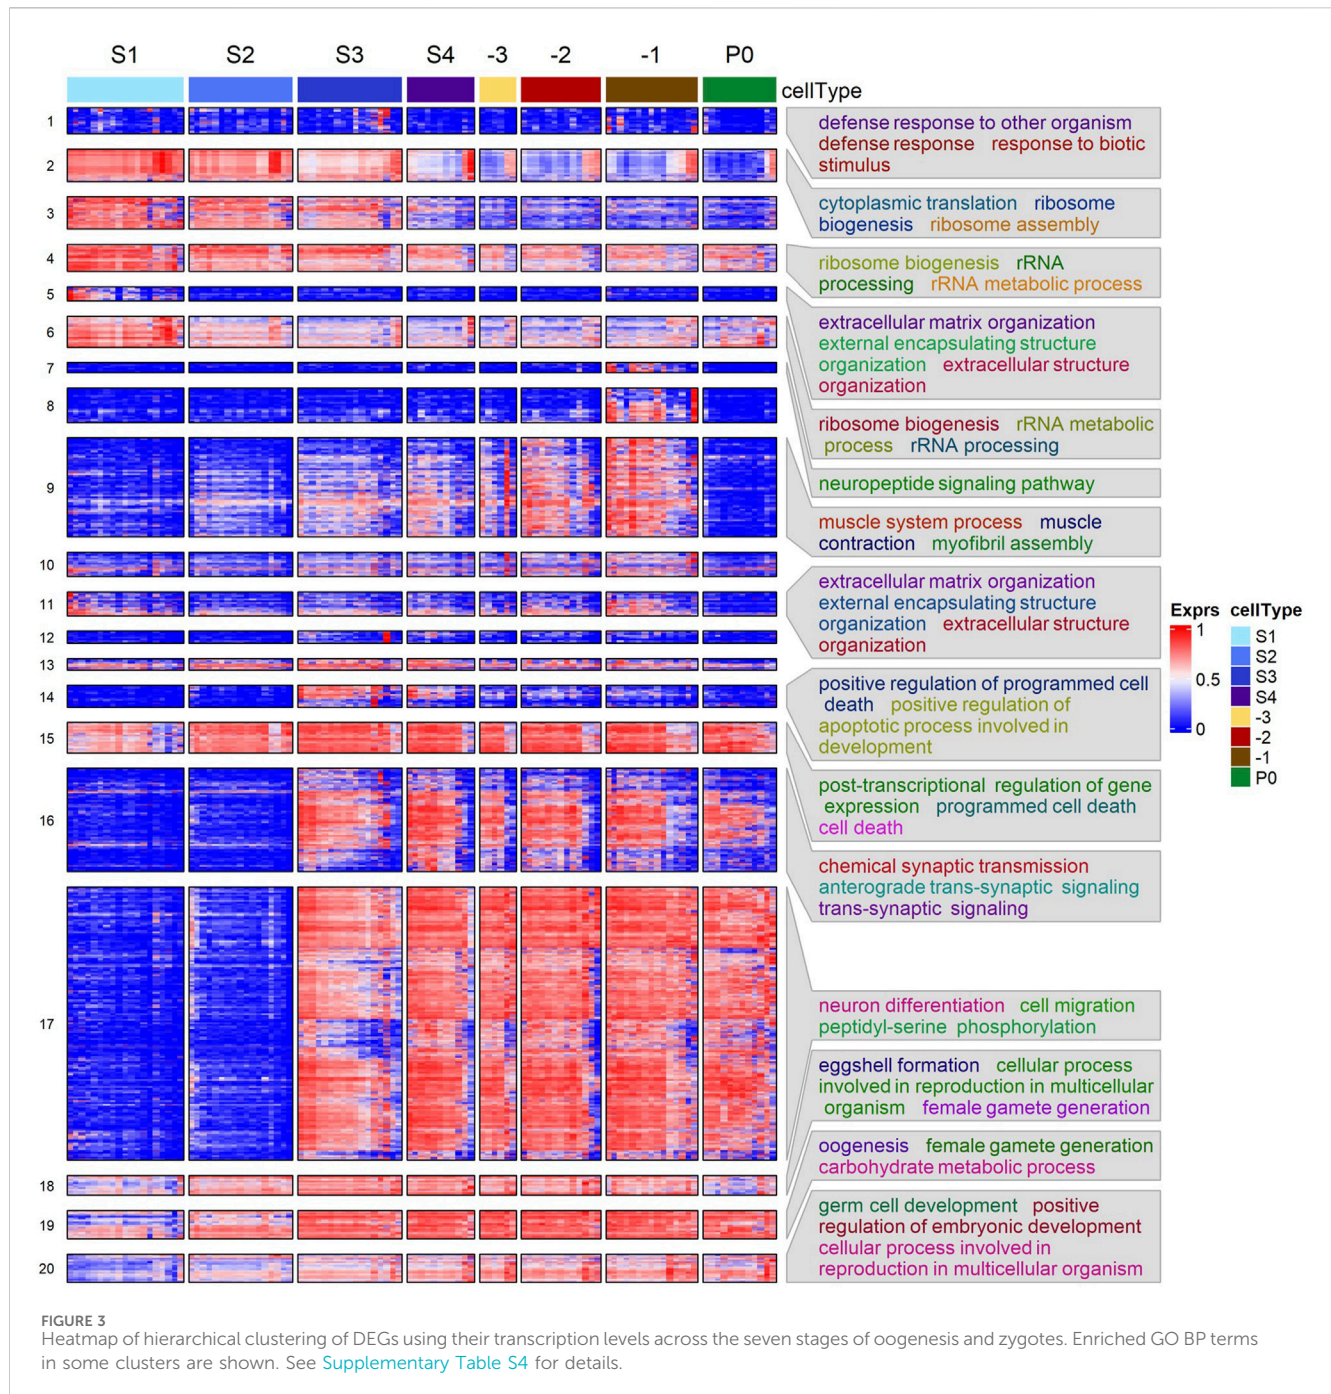 S1 S2 S3 S4 -3 -2 -1 P0
cellType
1
2
3
4
5
6
7
8
9
10
11
12
13
14
15
16
17
18
19
20
defense response to other organism
defense response response to biotic
stimulus
cytoplasmic translation ribosome
biogenesis ribosome assembly
ribosome biogenesis rRNA
processing rRNA metabolic process
extracellular matrix organization
external encapsulating structure
organization extracellular structure
organization
ribosome biogenesis rRNA metabolic
process rRNA processing
neuropeptide signaling pathway
muscle system process muscle
contraction myofibril assembly
extracellular matrix organization
external encapsulating structure
organization extracellular structure
organization
positive regulation of programmed cell
death positive regulation of
apoptotic process involved in
development
post-transcriptional regulation of gene
expression programmed cell death
cell death
chemical synaptic transmission
anterograde trans-synaptic signaling
trans-synaptic signaling
neuron differentiation cell migration
peptidyl-serine phosphorylation
eggshell formation cellular process
involved in reproduction in multicellular
organism female gamete generation
oogenesis female gamete generation
carbohydrate metabolic process
germ cell development positive
regulation of embryonic development
cellular process involved in
reproduction in multicellular organism
Exprs
1
0.5
0
cellType
S1
S2
S3
S4
-3
-2
-1
P0
FIGURE 3
Heatmap of hierarchical clustering of DEGs using their transcription levels across the seven stages of oogenesis and zygotes. Enriched GO BP terms
in some clusters are shown. See Supplementary Table S4 for details.